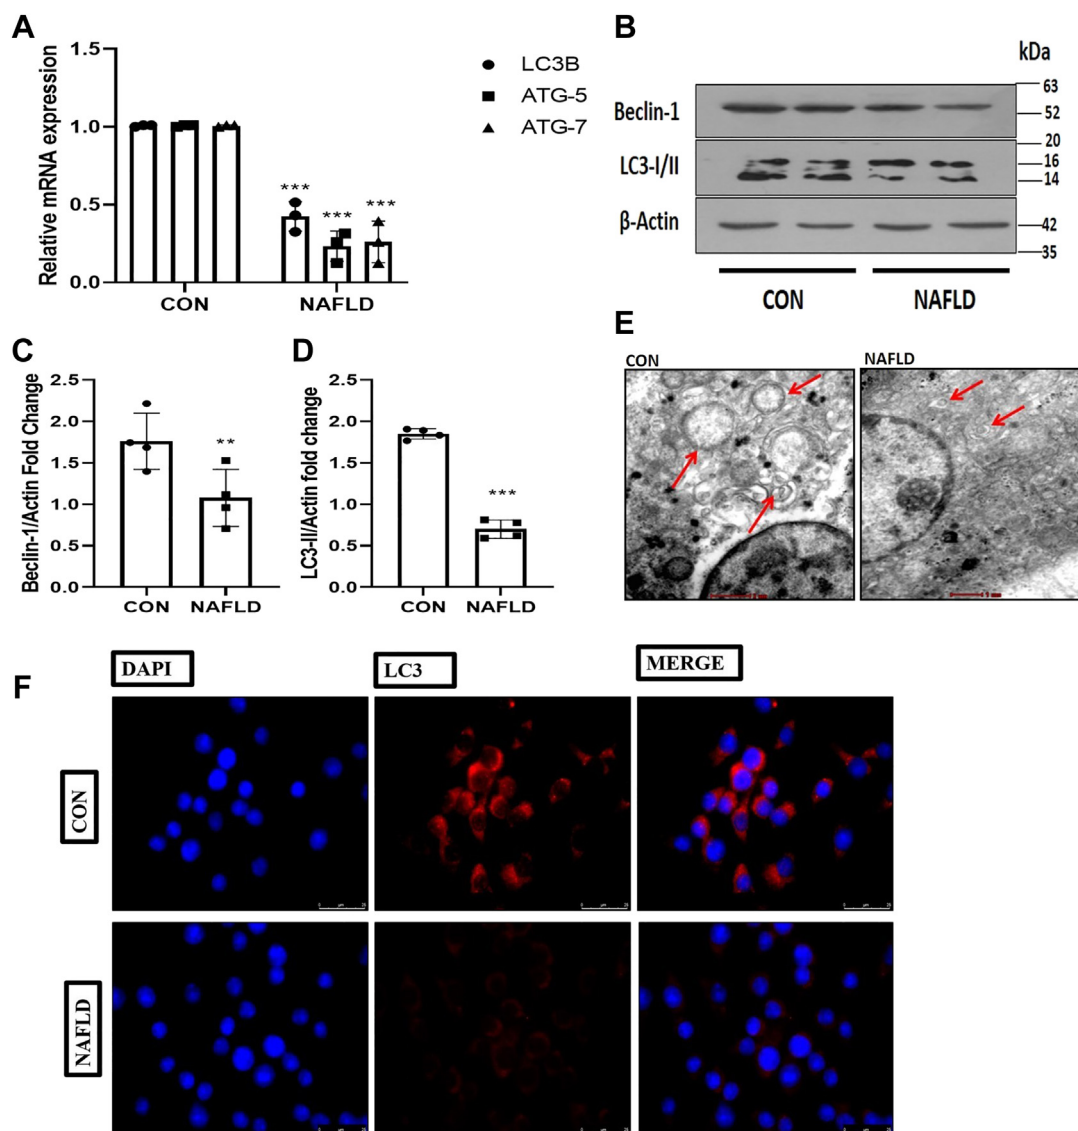 A
Relative mRNA expression
1.5
1.0
0.5
0.0
***
***
***
CON
NAFLD
LC3B
ATG-5
ATG-7
B
kDa
Beclin-1
LC3-I/II
β-Actin
63
52
20
16
14
42
35
CON
NAFLD
C
Beclin-1/Actin Fold Change
2.5
2.0
1.5
1.0
0.5
0.0
**
CON
NAFLD
D
LC3-II/Actin fold change
2.5
2.0
1.5
1.0
0.5
0.0
***
CON
NAFLD
E
CON
NAFLD
F
DAPI
LC3
MERGE
CON
NAFLD